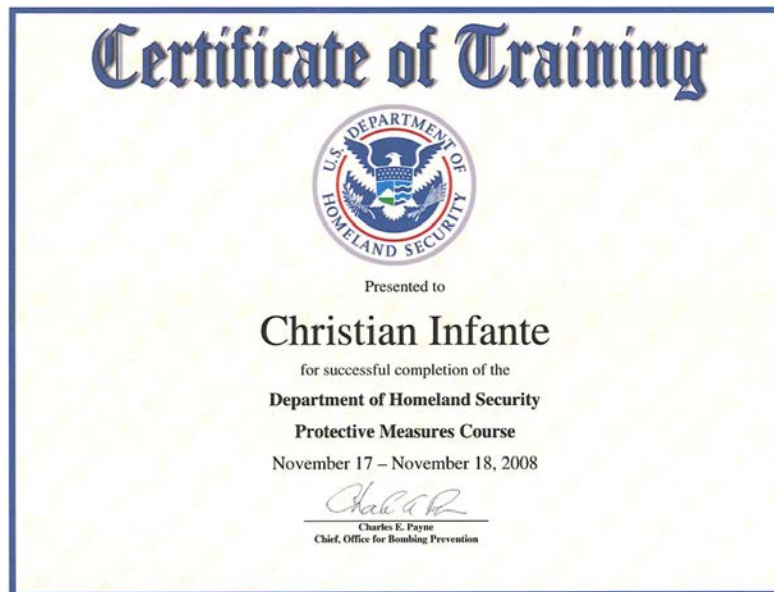 Certificate of Training
U.S. DEPARTMENT OF
HOMELAND SECURITY
Presented to
Christian Infante
for successful completion of the
Department of Homeland Security
Protective Measures Course
November 17 – November 18, 2008
Charles E. Payne
Chief, Office for Bombing Prevention